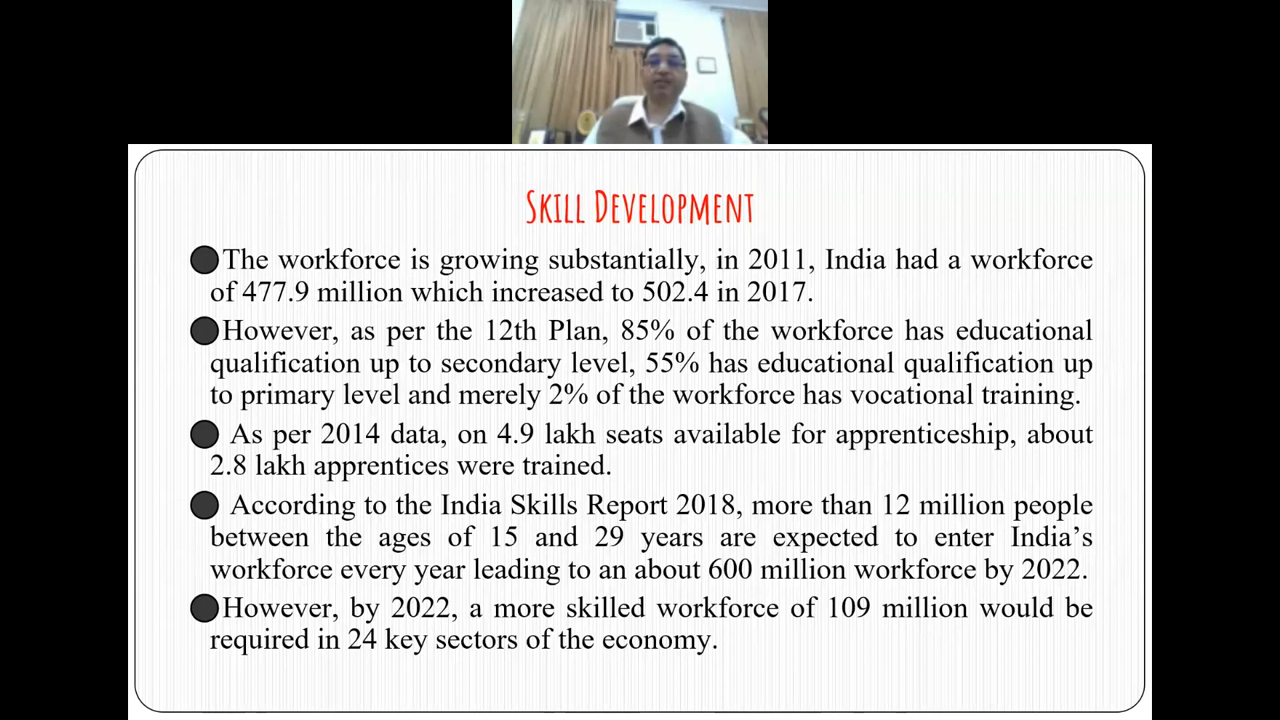 Skill Development
The workforce is growing substantially, in 2011, India had a workforce
of 477.9 million which increased to 502.4 in 2017.
However, as per the 12th Plan, 85% of the workforce has educational
qualification up to secondary level, 55% has educational qualification up
to primary level and merely 2% of the workforce has vocational training.
As per 2014 data, on 4.9 lakh seats available for apprenticeship, about
2.8 lakh apprentices were trained.
According to the India Skills Report 2018, more than 12 million people
between the ages of 15 and 29 years are expected to enter India’s
workforce every year leading to an about 600 million workforce by 2022.
However, by 2022, a more skilled workforce of 109 million would be
required in 24 key sectors of the economy.